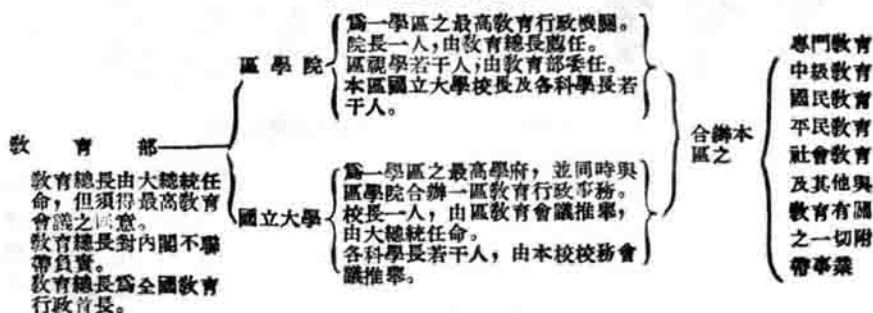 教育部
教育總長由大總統任
命，但須得最高教育
會議之同意。
教育總長對內閣不聯
帶負責。
教育總長爲全國教育
行政首長。
區學院
爲一學區之最高教育行政機關。
院長一人，由教育總長薦任。
區視學若干人，由教育部委任。
本區國立大學校長及各科學長若
干人。
國立大學
爲一學區之最高學府，並同時與
區學院合辦一區教育行政事務。
校長一人，由區教育會議推舉，
由大總統任命。
各科學長若干人，由本校校務會
議推舉。
合辦本
區之
專門教育
中級教育
國民教育
平民教育
社會教育
及其他與
教育有關
之一切附
帶事業